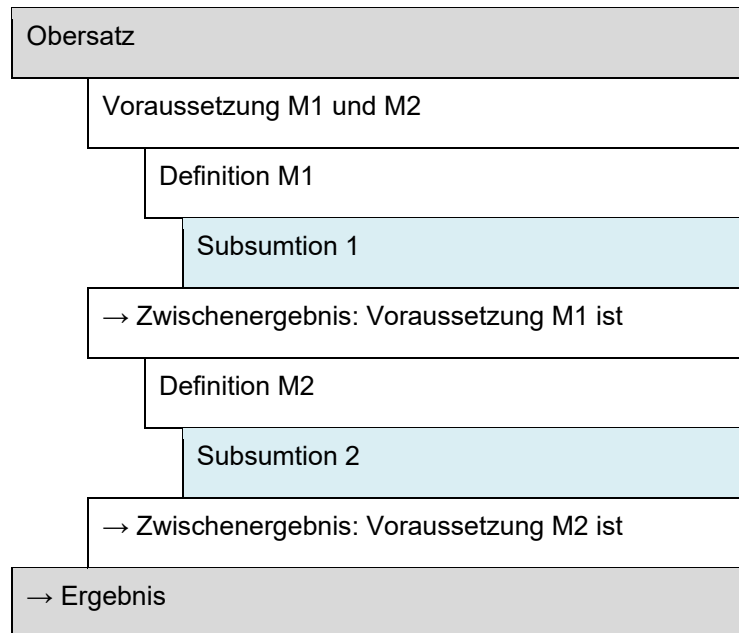 Obersatz
Voraussetzung M1 und M2
Definition M1
Subsumtion 1
→ Zwischenergebnis: Voraussetzung M1 ist
Definition M2
Subsumtion 2
→ Zwischenergebnis: Voraussetzung M2 ist
→ Ergebnis